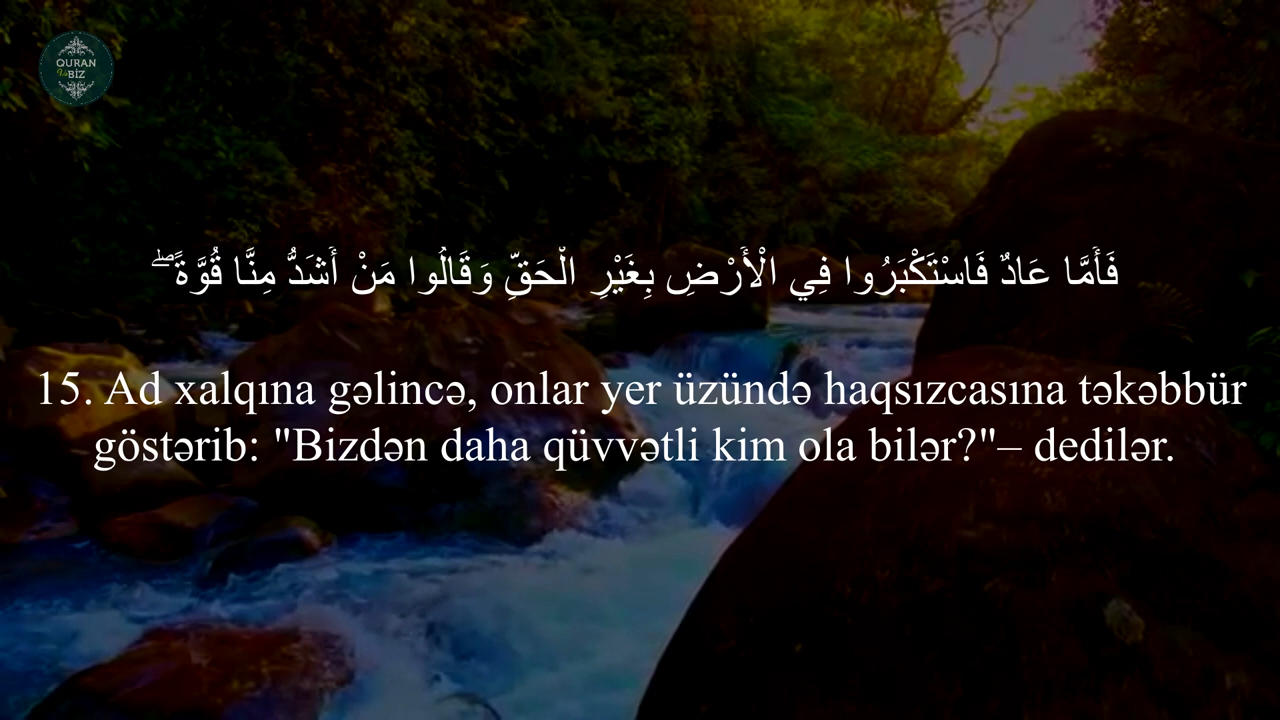 QURAN
Və
BİZ
فَأَمَّا عَادٌ فَاسْتَكْبَرُوا فِي الْأَرْضِ بِغَيْرِ الْحَقِّ وَقَالُوا مَنْ أَشَدُّ مِنَّا قُوَّةً ۖ
15. Ad xalqına gəlincə, onlar yer üzündə haqsızcasına təkəbbür
göstərib: "Bizdən daha qüvvətli kim ola bilər?"– dedilər.